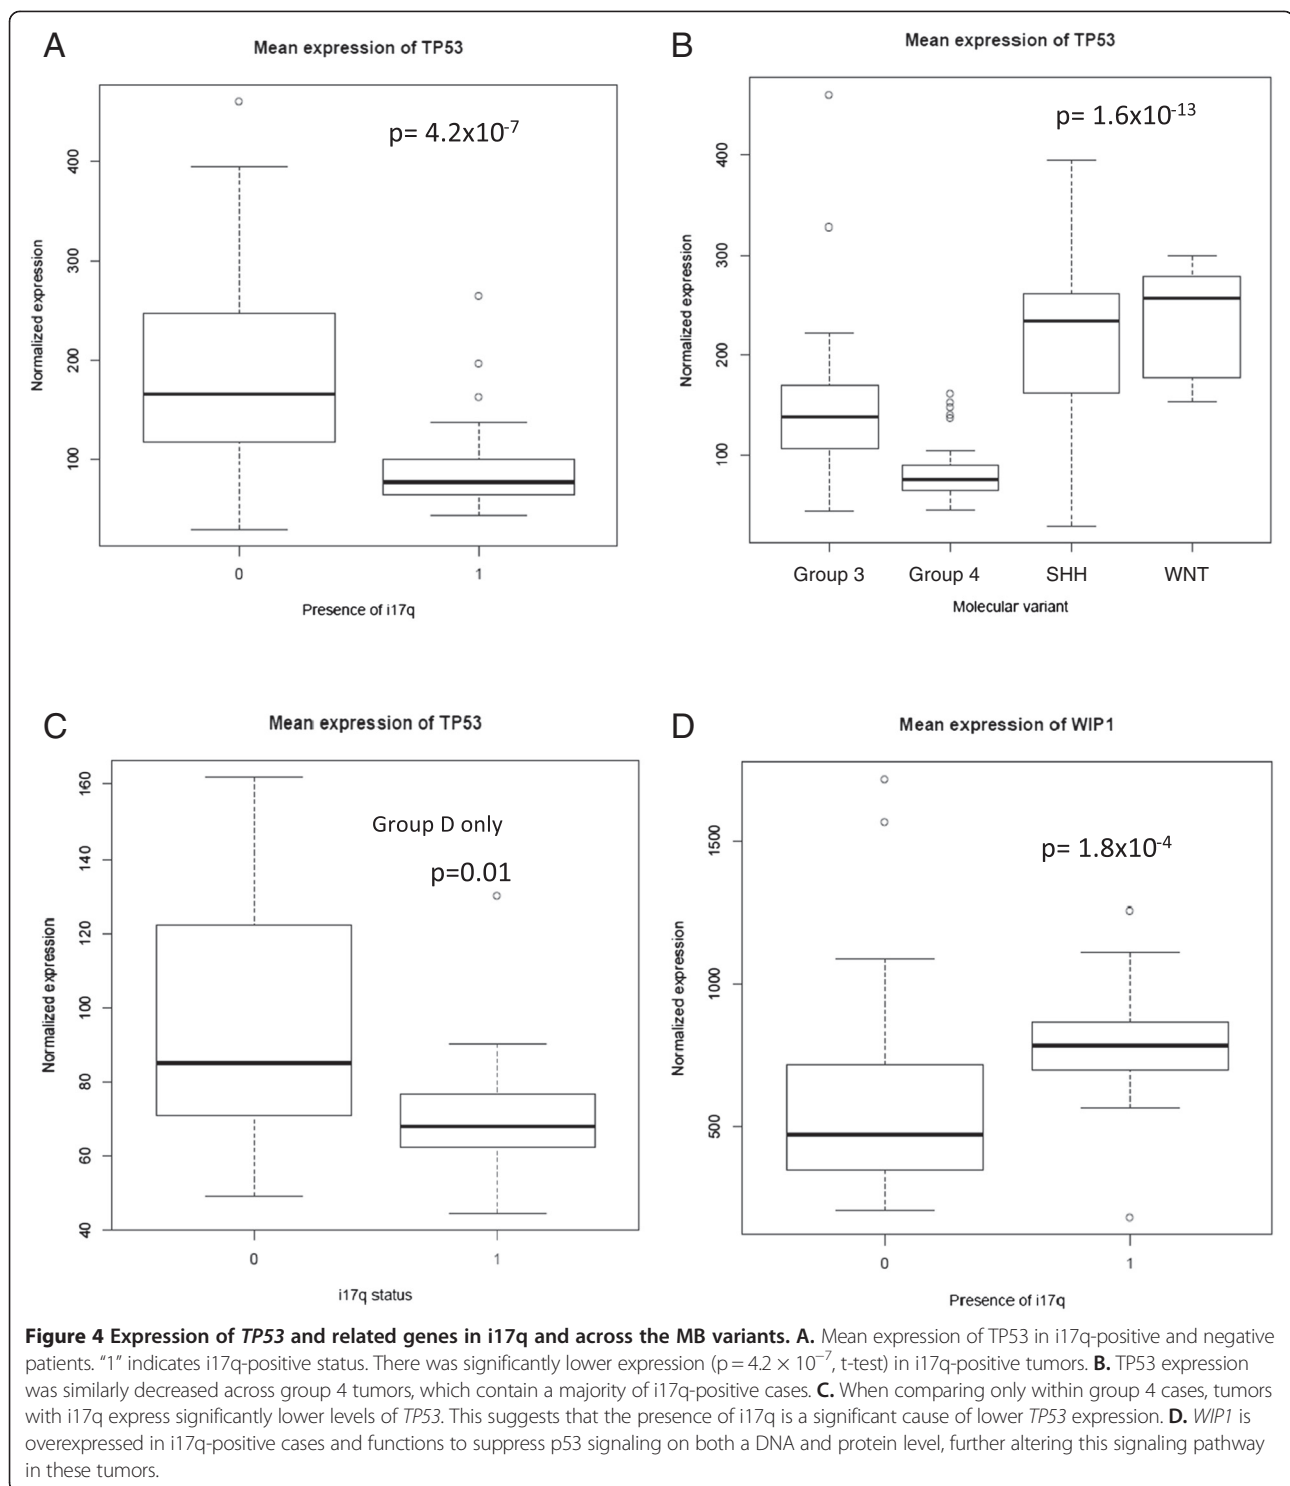 A
Mean expression of TP53
p= 4.2x10-7
Normalized expression
400
300
200
100
0
1
Presence of i17q
B
Mean expression of TP53
p= 1.6x10-13
Normalized expression
400
300
200
100
Group 3
Group 4
SHH
WNT
Molecular variant
C
Mean expression of TP53
Group D only
p=0.01
Normalized expression
160
140
120
100
80
60
40
0
1
i17q status
D
Mean expression of WIP1
p= 1.8x10-4
Normalized expression
1500
1000
500
0
1
Presence of i17q
Figure 4 Expression of TP53 and related genes in i17q and across the MB variants. A. Mean expression of TP53 in i17q-positive and negative
patients. “1” indicates i17q-positive status. There was significantly lower expression (p = 4.2 × 10−7, t-test) in i17q-positive tumors. B. TP53 expression
was similarly decreased across group 4 tumors, which contain a majority of i17q-positive cases. C. When comparing only within group 4 cases, tumors
with i17q express significantly lower levels of TP53. This suggests that the presence of i17q is a significant cause of lower TP53 expression. D. WIP1 is
overexpressed in i17q-positive cases and functions to suppress p53 signaling on both a DNA and protein level, further altering this signaling pathway
in these tumors.